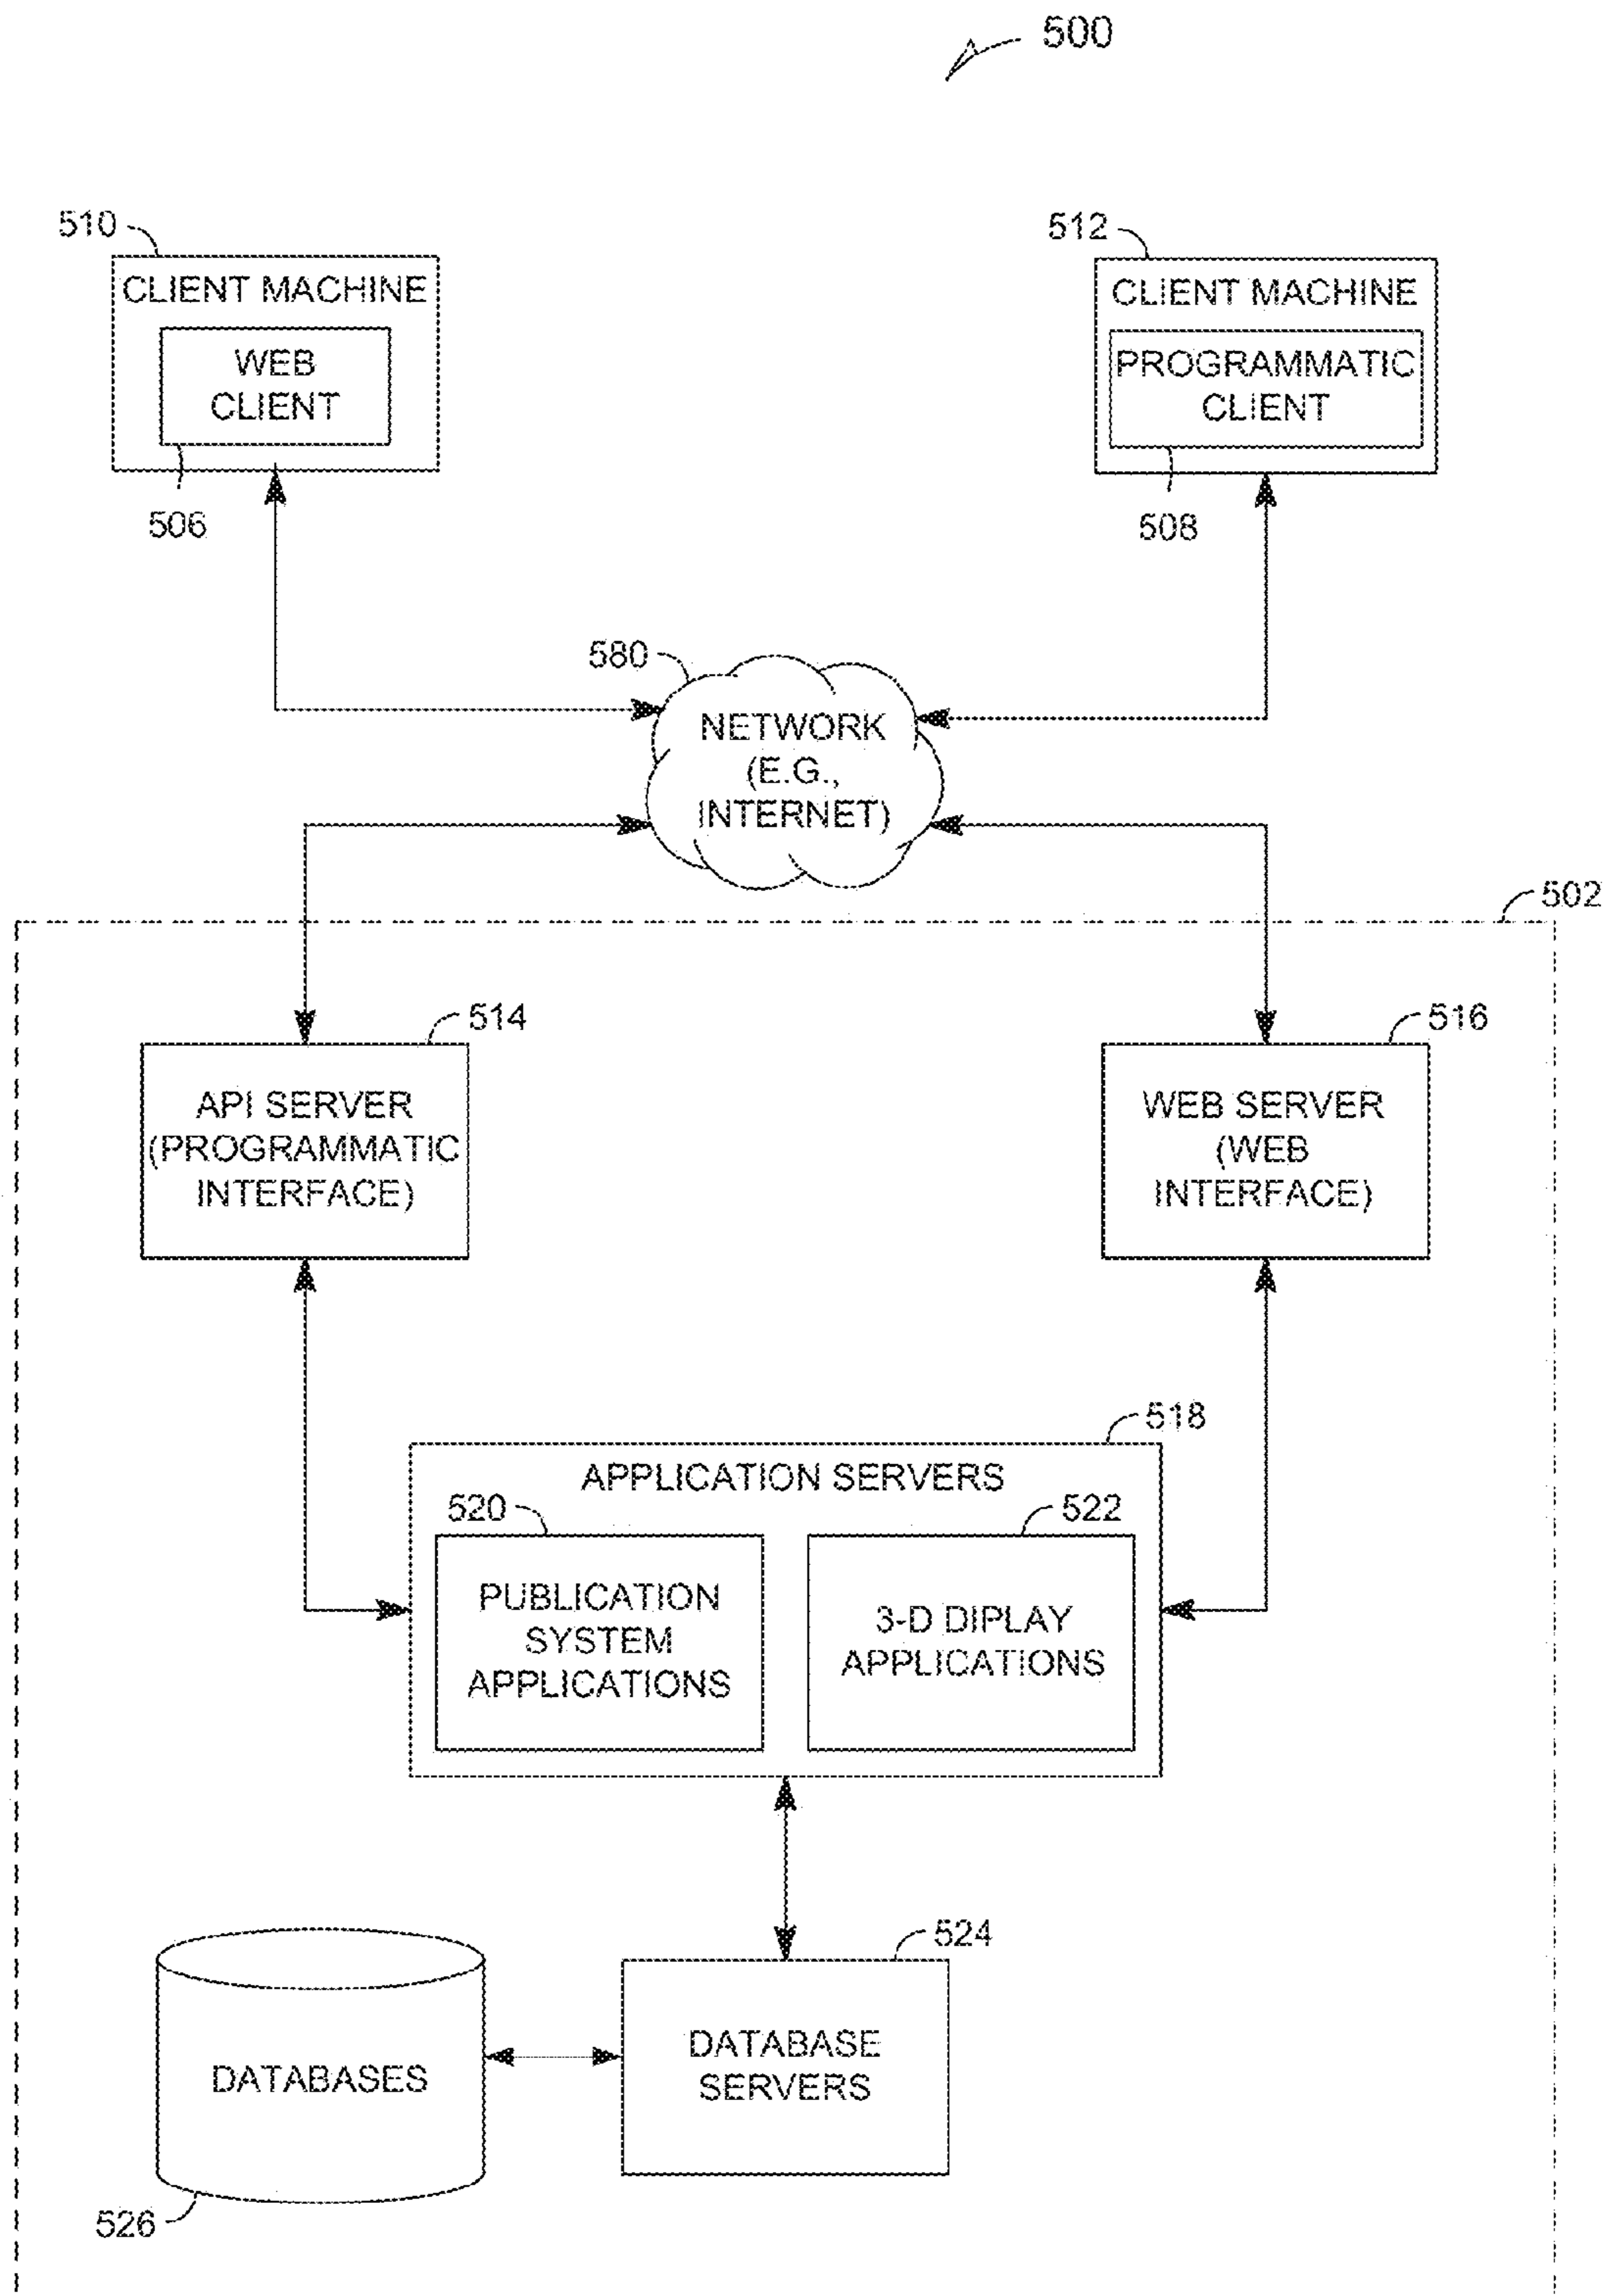 500
510
CLIENT MACHINE
WEB
CLIENT
506
512
CLIENT MACHINE
PROGRAMMATIC
CLIENT
508
580
NETWORK
(E.G.,
INTERNET)
502
514
API SERVER
(PROGRAMMATIC
INTERFACE)
516
WEB SERVER
(WEB
INTERFACE)
518
APPLICATION SERVERS
520
PUBLICATION
SYSTEM
APPLICATIONS
522
3-D DIPLAY
APPLICATIONS
524
DATABASE
SERVERS
DATABASES
526